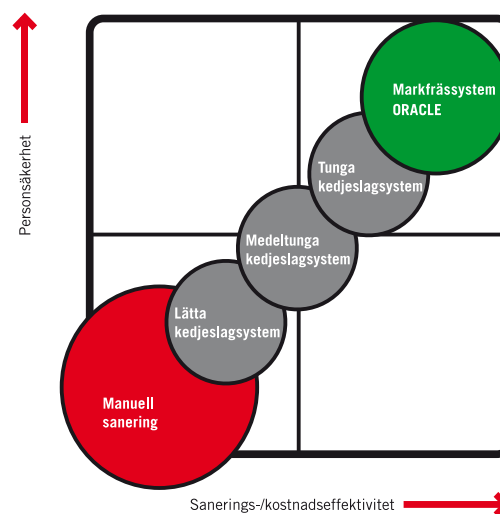 Personsäkerhet
Markfrässystem
ORACLE
Tunga
kedjeslagsystem
Medeltunga
kedjeslagsystem
Lätta
kedjeslagsystem
Manuell
sanering
Sanerings-/kostnadseffektivitet